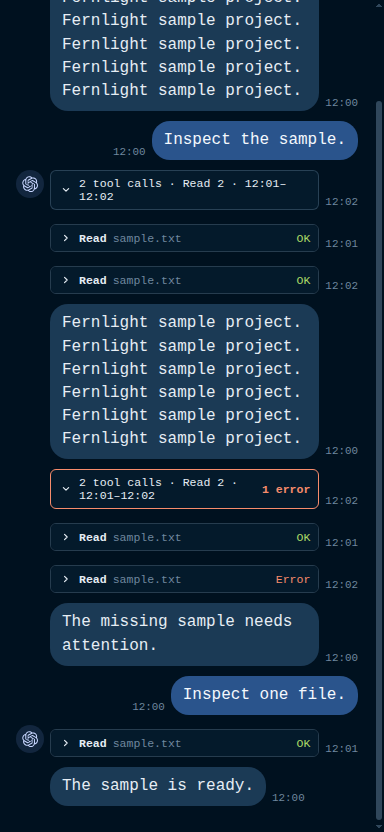 Fernlight sample project.
Fernlight sample project.
Fernlight sample project.
Fernlight sample project.
Fernlight sample project.
12:00
Inspect the sample.
12:00
2 tool calls · Read 2 · 12:01–
12:02
12:02
Read sample.txt OK
12:01
Read sample.txt OK
12:02
Fernlight sample project.
Fernlight sample project.
Fernlight sample project.
Fernlight sample project.
Fernlight sample project.
Fernlight sample project.
12:00
2 tool calls · Read 2 ·
12:01–12:02
1 error
12:02
Read sample.txt OK
12:01
Read sample.txt Error
12:02
The missing sample needs
attention.
12:00
Inspect one file.
12:00
Read sample.txt OK
12:01
The sample is ready.
12:00